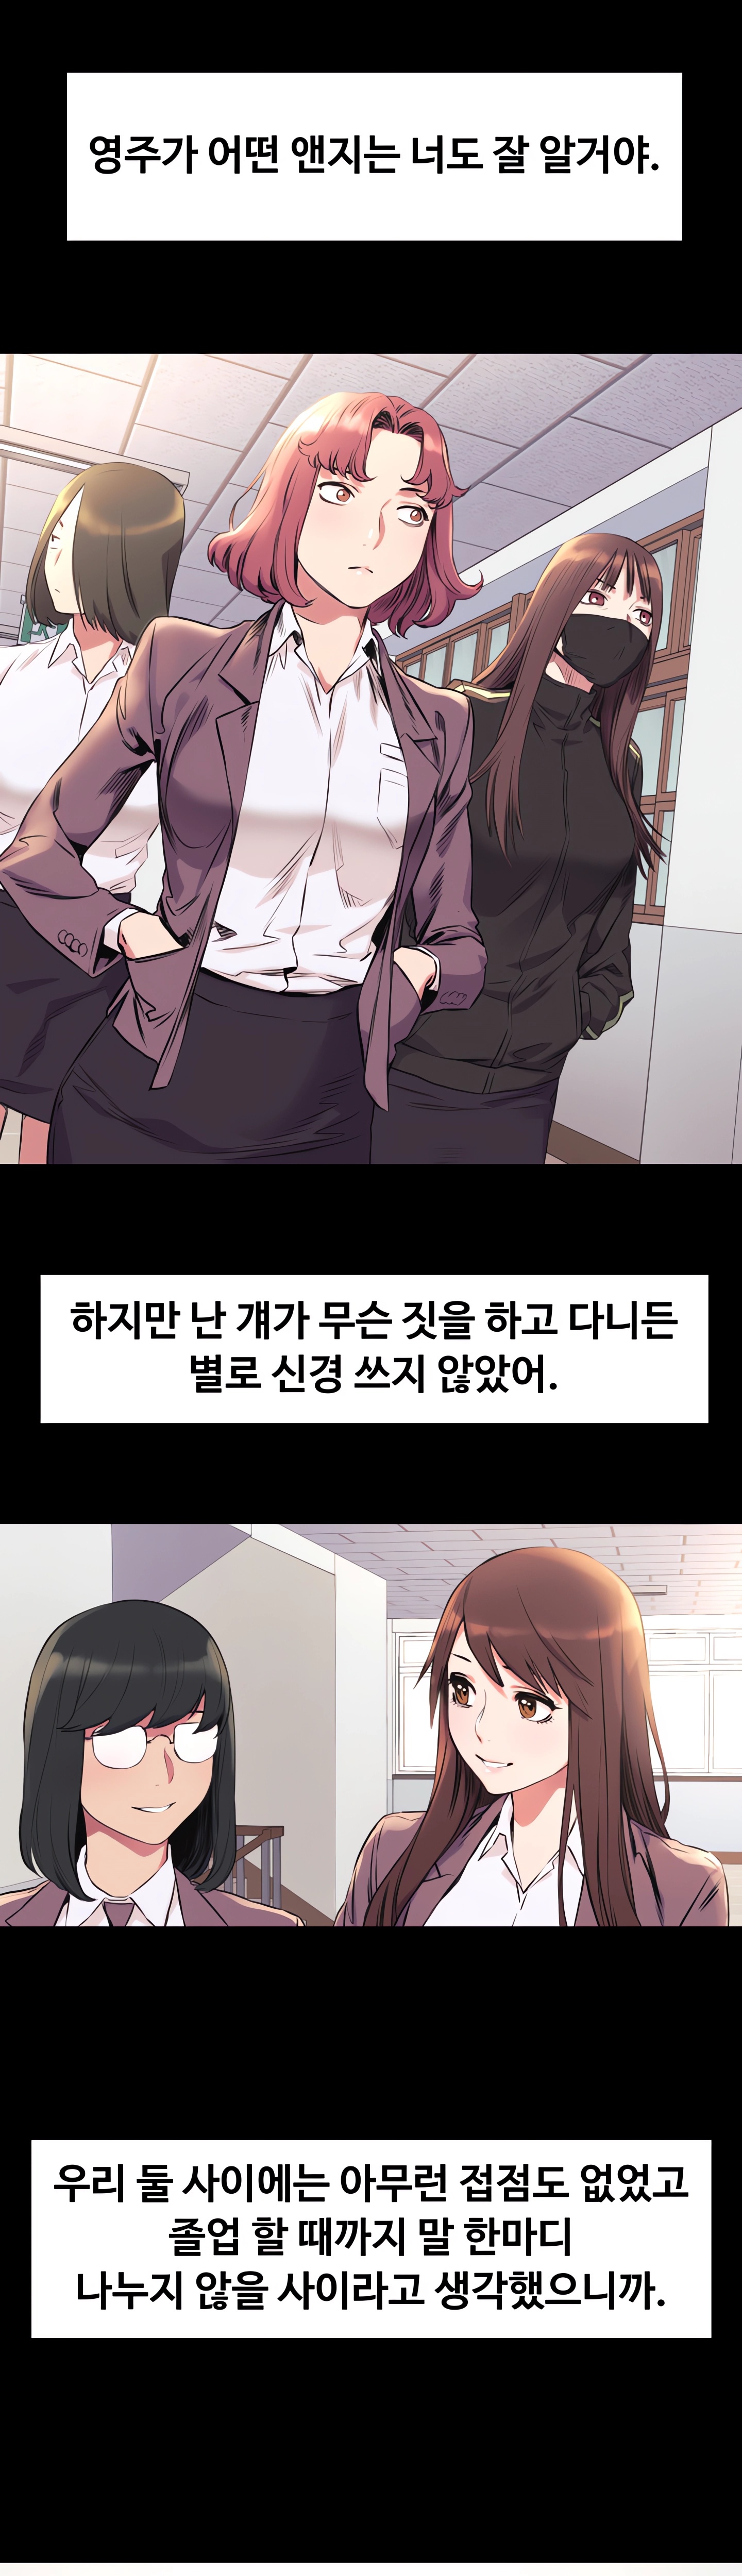 영주가 어떤 앤지는 너도 잘 알거야.
하지만 난 걔가 무슨 짓을 하고 다니든
별로 신경 쓰지 않았어.
우리 둘 사이에는 아무런 접점도 없었고
졸업 할 때까지 말 한마디
나누지 않을 사이라고 생각했으니까.